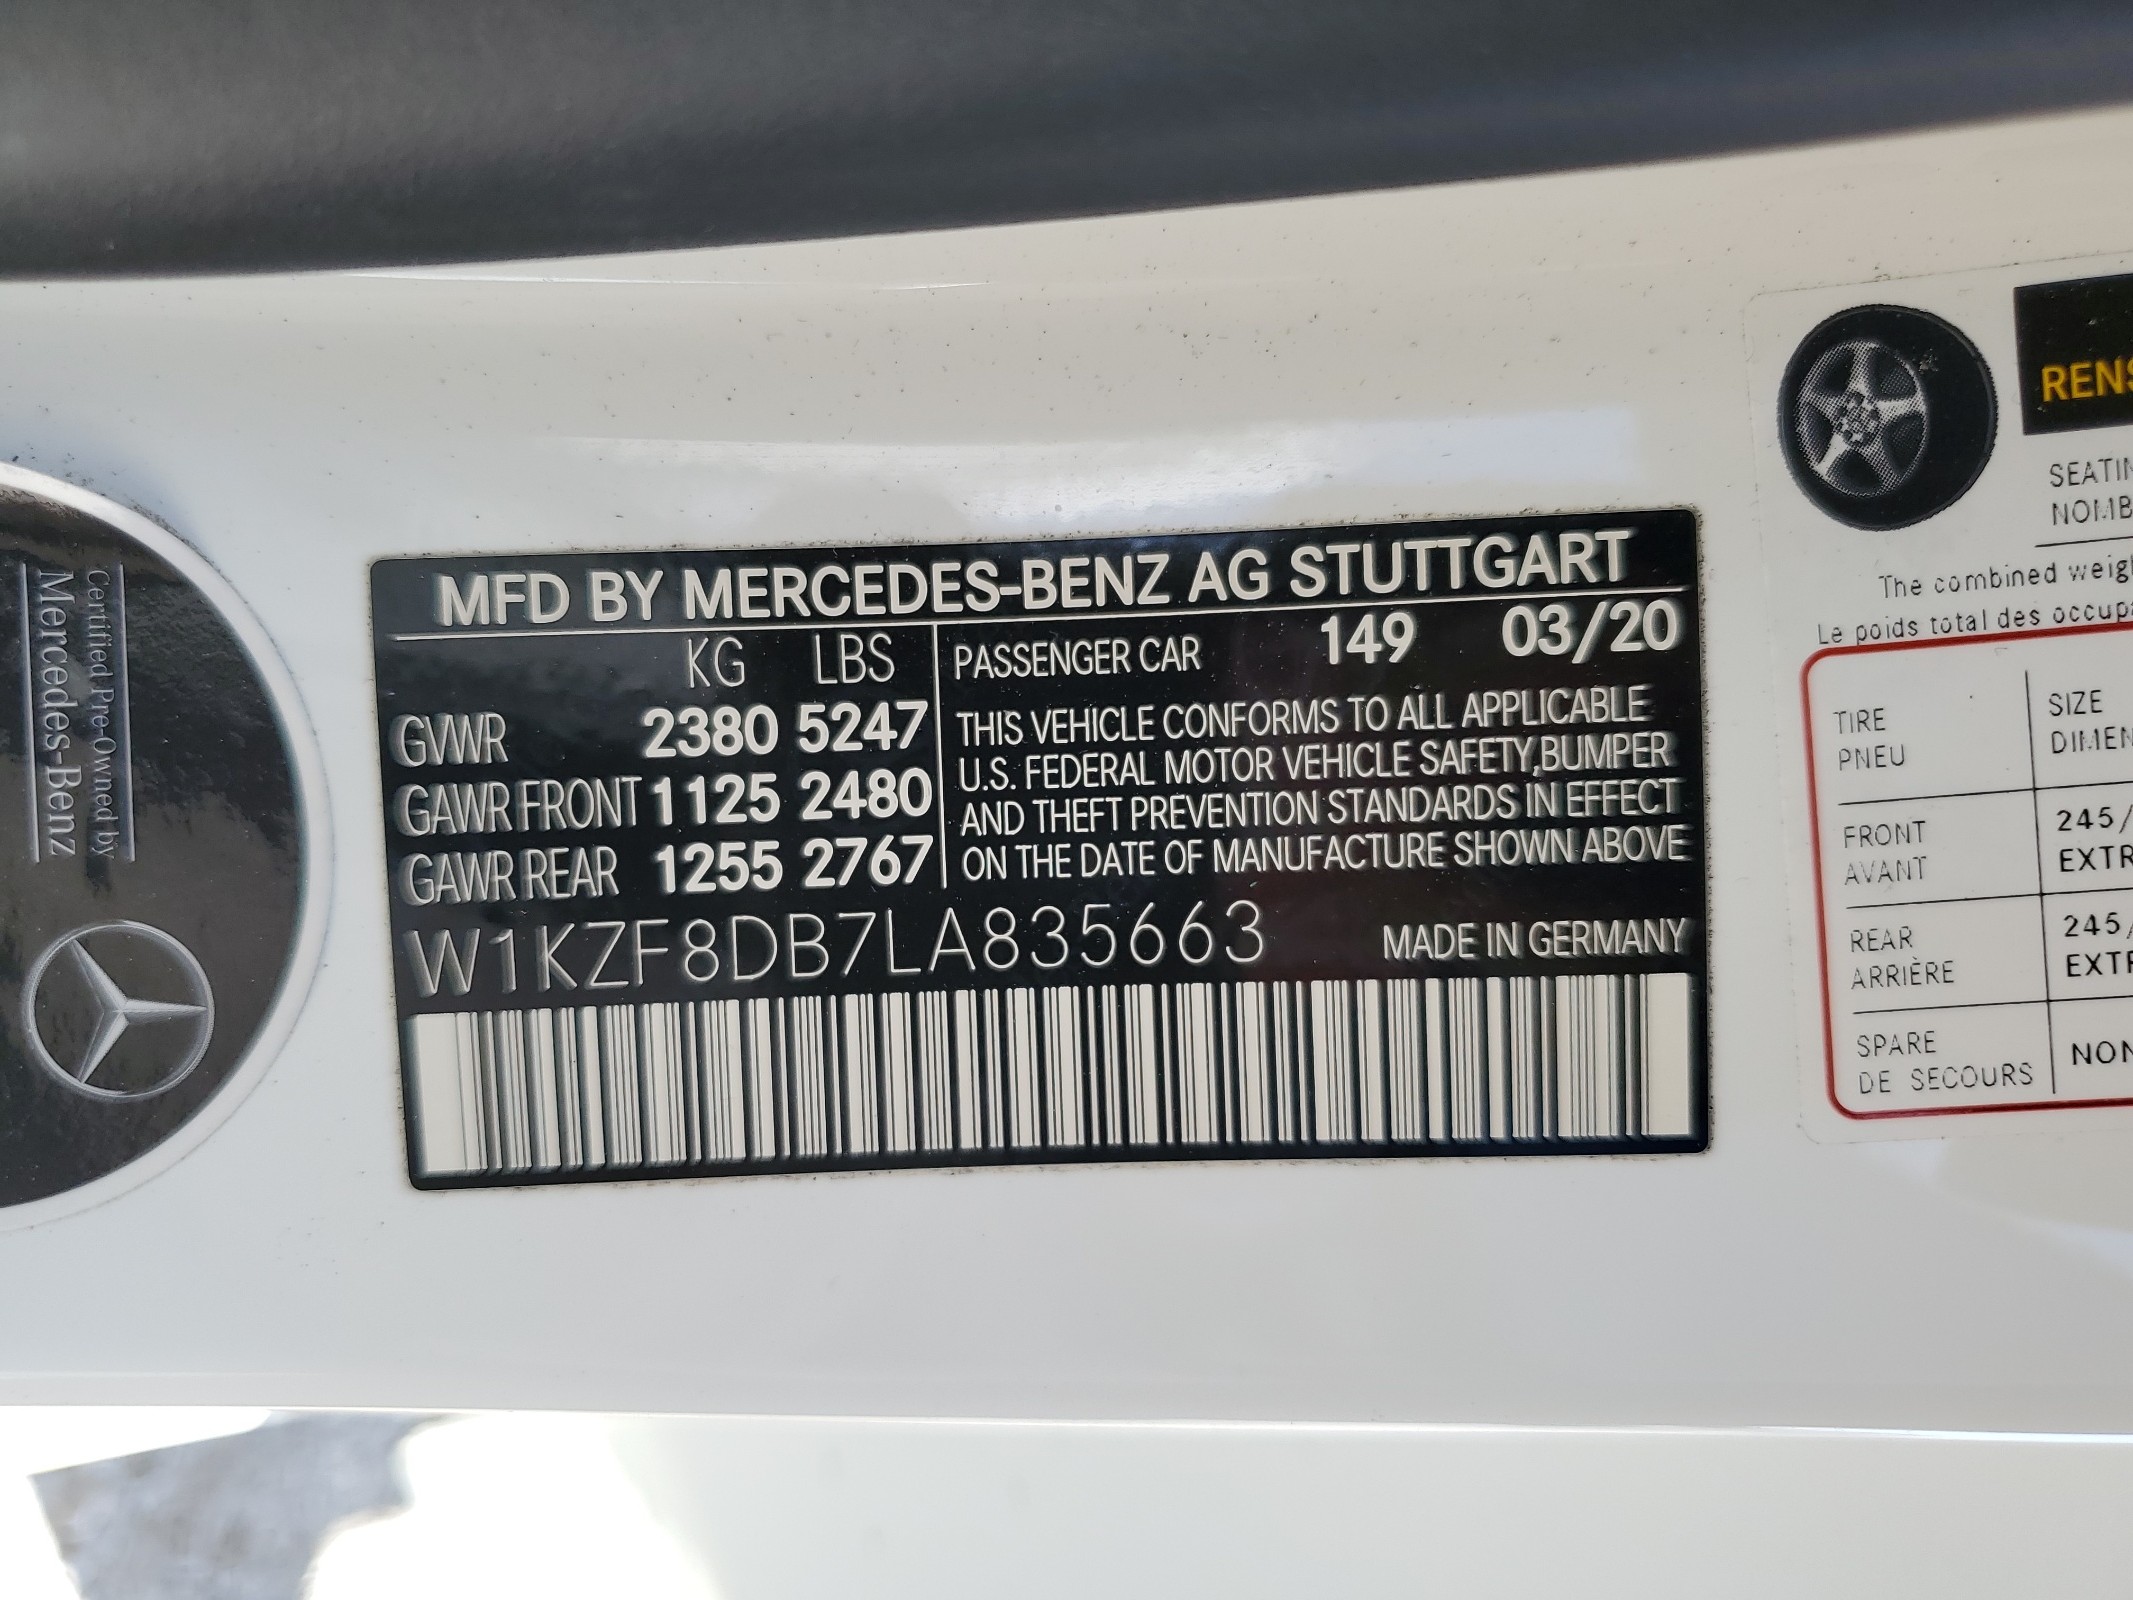 MFD BY MERCEDES-BENZ AG STUTTGART
KG LBS
GVWR 2380 5247
GAWR FRONT 1125 2480
GAWR REAR 1255 2767
PASSENGER CAR 149 03/20
THIS VEHICLE CONFORMS TO ALL APPLICABLE
U.S. FEDERAL MOTOR VEHICLE SAFETY,BUMPER
AND THEFT PREVENTION STANDARDS IN EFFECT
ON THE DATE OF MANUFACTURE SHOWN ABOVE
W1KZF8DB7LA835663 MADE IN GERMANY
Certified Pre-Owned by
Mercedes-Benz
The combined
Le poids total des
TIRE SIZE
PNEU
FRONT 245/
AVANT
REAR 245/
ARRIÈRE
SPARE
DE SECOURS